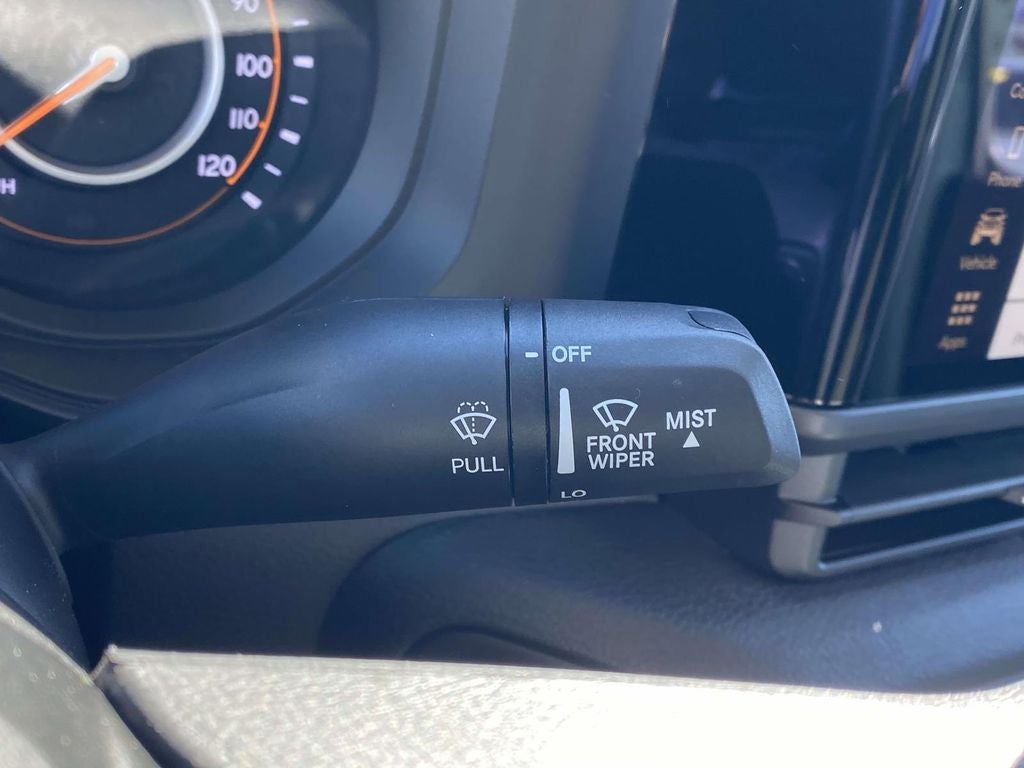 90
100
110
120
OFF
MIST
FRONT
WIPER
PULL
LO
Phone
Vehicle
Apps